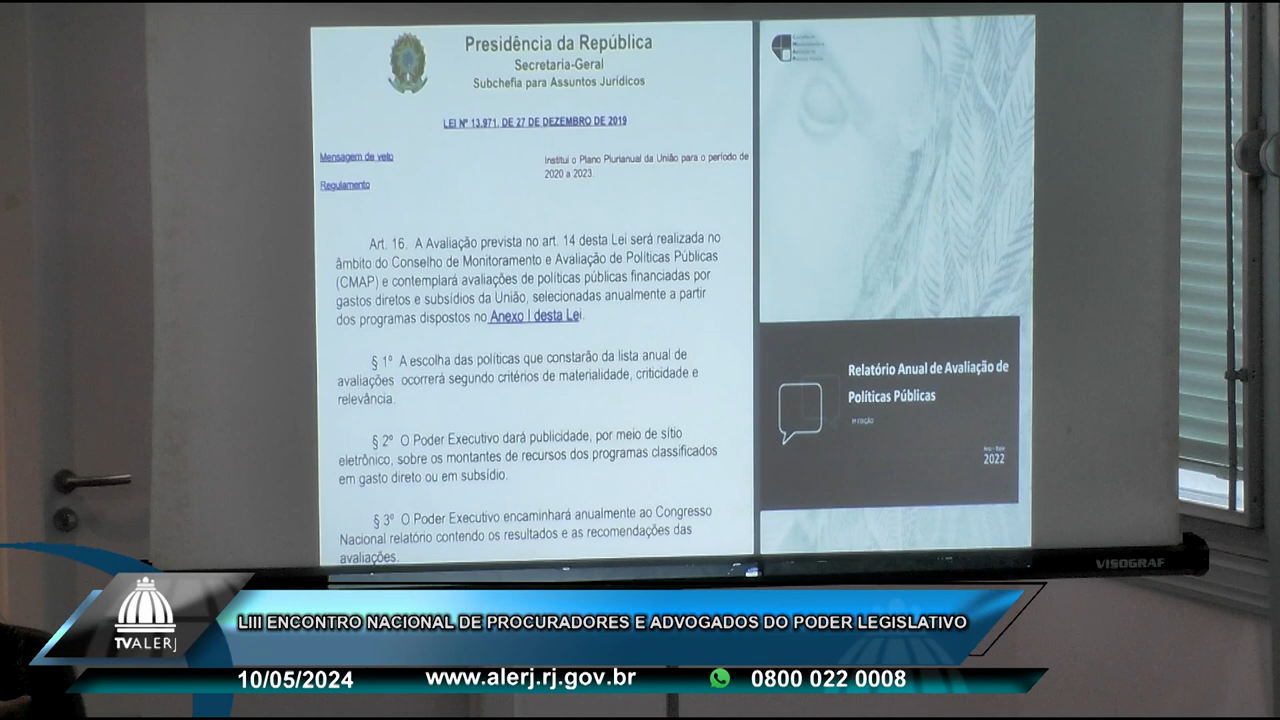 Presidência da República
Secretaria-Geral
Subchefia para Assuntos Jurídicos
LEI Nº 13.971, DE 27 DE DEZEMBRO DE 2019
Mensagem de veto
Institui o Plano Plurianual da União para o período de
2020 a 2023.
Regulamento
Art. 16. A Avaliação prevista no art. 14 desta Lei será realizada no
âmbito do Conselho de Monitoramento e Avaliação de Políticas Públicas
(CMAP) e contemplará avaliações de políticas públicas financiadas por
gastos diretos e subsídios da União, selecionadas anualmente a partir
dos programas dispostos no Anexo I desta Lei.
§ 1º A escolha das políticas que constarão da lista anual de
avaliações ocorrerá segundo critérios de materialidade, criticidade e
relevância.
§ 2º O Poder Executivo dará publicidade, por meio de sítio
eletrônico, sobre os montantes de recursos dos programas classificados
em gasto direto ou em subsídio.
§ 3º O Poder Executivo encaminhará anualmente ao Congresso
Nacional relatório contendo os resultados e as recomendações das
avaliações.
Relatório Anual de Avaliação de
Políticas Públicas
EDIÇÃO
2022
VISOGRAF
TVALERJ
LIII ENCONTRO NACIONAL DE PROCURADORES E ADVOGADOS DO PODER LEGISLATIVO
10/05/2024 www.alerj.rj.gov.br 0800 022 0008